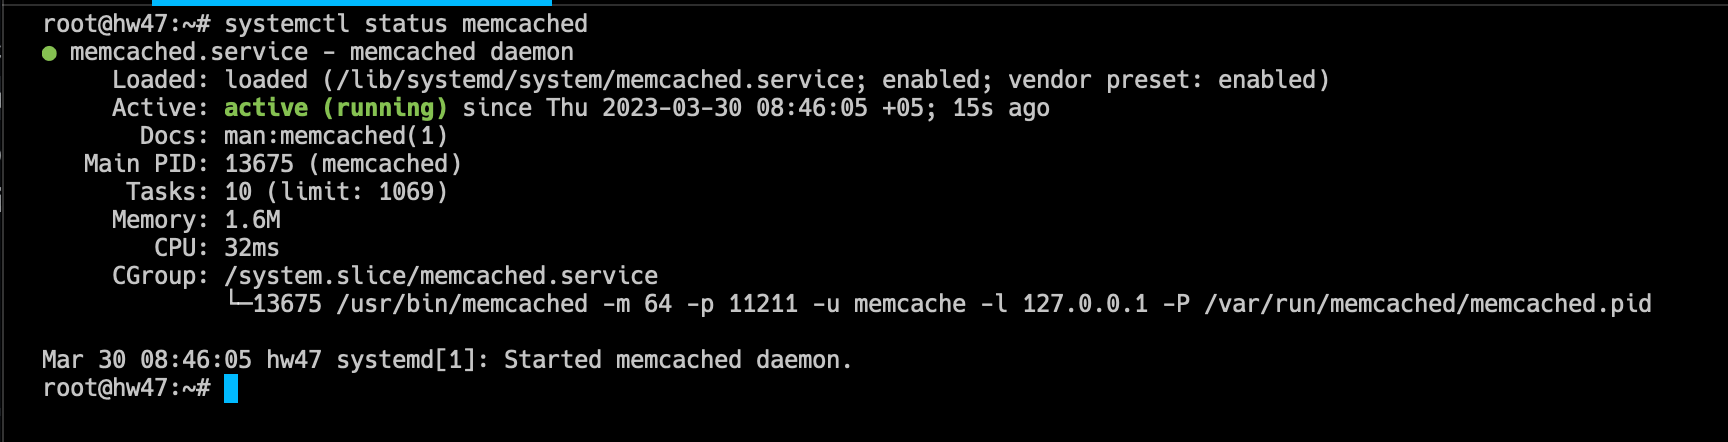 root@hw47:~# systemctl status memcached
● memcached.service - memcached daemon
Loaded: loaded (/lib/systemd/system/memcached.service; enabled; vendor preset: enabled)
Active: active (running) since Thu 2023-03-30 08:46:05 +05; 15s ago
Docs: man:memcached(1)
Main PID: 13675 (memcached)
Tasks: 10 (limit: 1069)
Memory: 1.6M
CPU: 32ms
CGroup: /system.slice/memcached.service
└─13675 /usr/bin/memcached -m 64 -p 11211 -u memcache -l 127.0.0.1 -P /var/run/memcached/memcached.pid
Mar 30 08:46:05 hw47 systemd[1]: Started memcached daemon.
root@hw47:~#